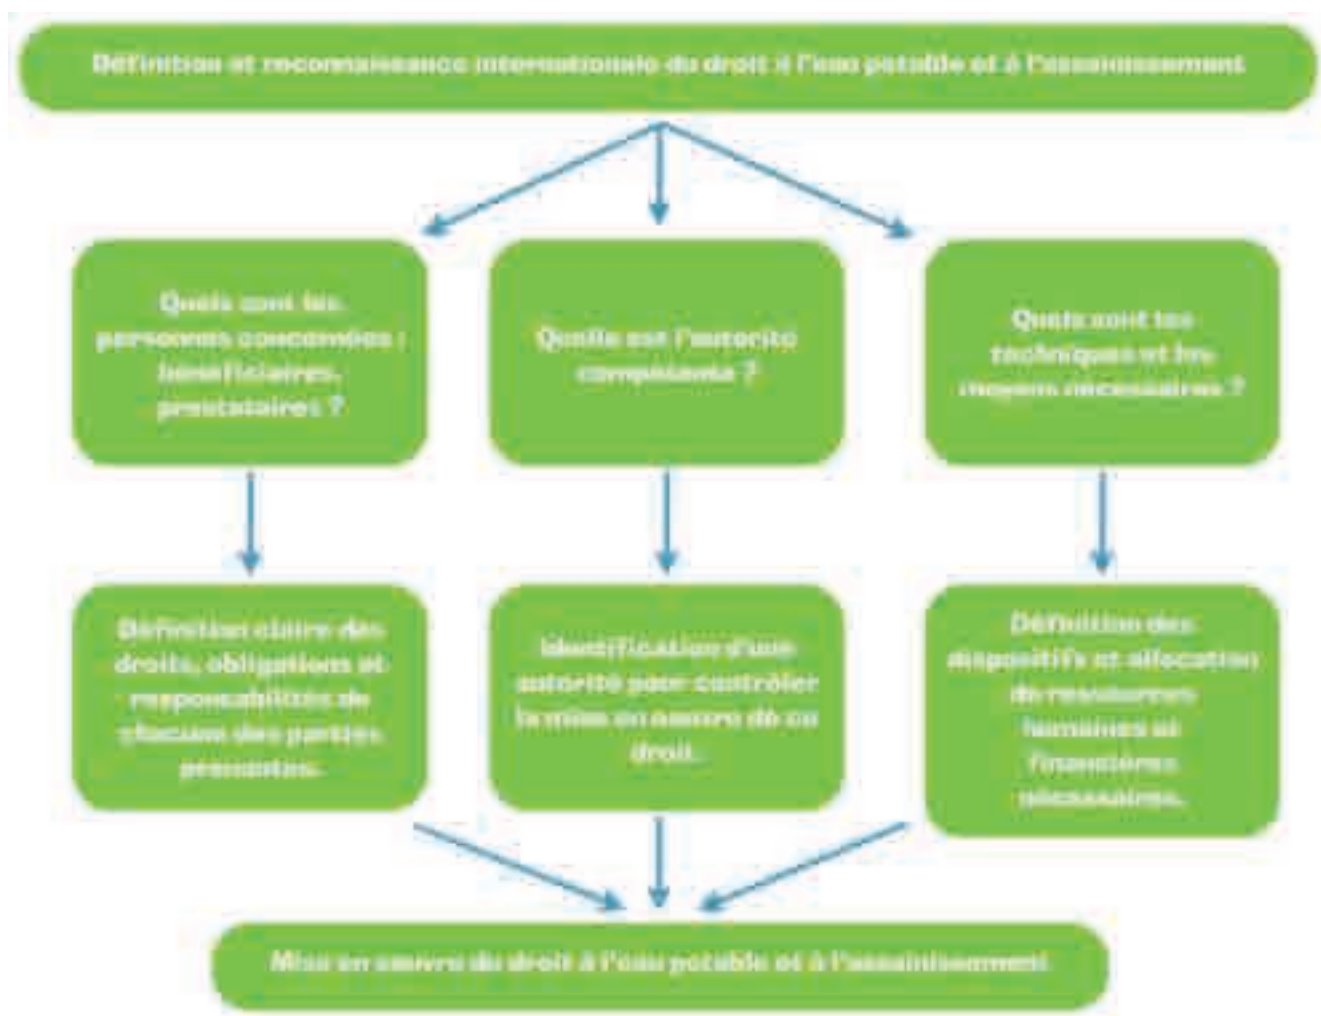 Définition et reconnaissance internationale du droit à l'eau potable et à l'assainissement
Quels sont les
personnes concernées :
bénéficiaires,
prestataires ?
Quelle est l'autorité
compétente ?
Quels sont les
techniques et les
moyens nécessaires ?
Définition claire des
droits, obligations et
responsabilités de
chacune des parties
prenantes.
Identification d'une
autorité pour contrôler
la mise en oeuvre de ce
droit.
Définition des
dispositifs et allocation
de ressources
humaines et
financières
nécessaires.
Mise en oeuvre du droit à l'eau potable et à l'assainissement